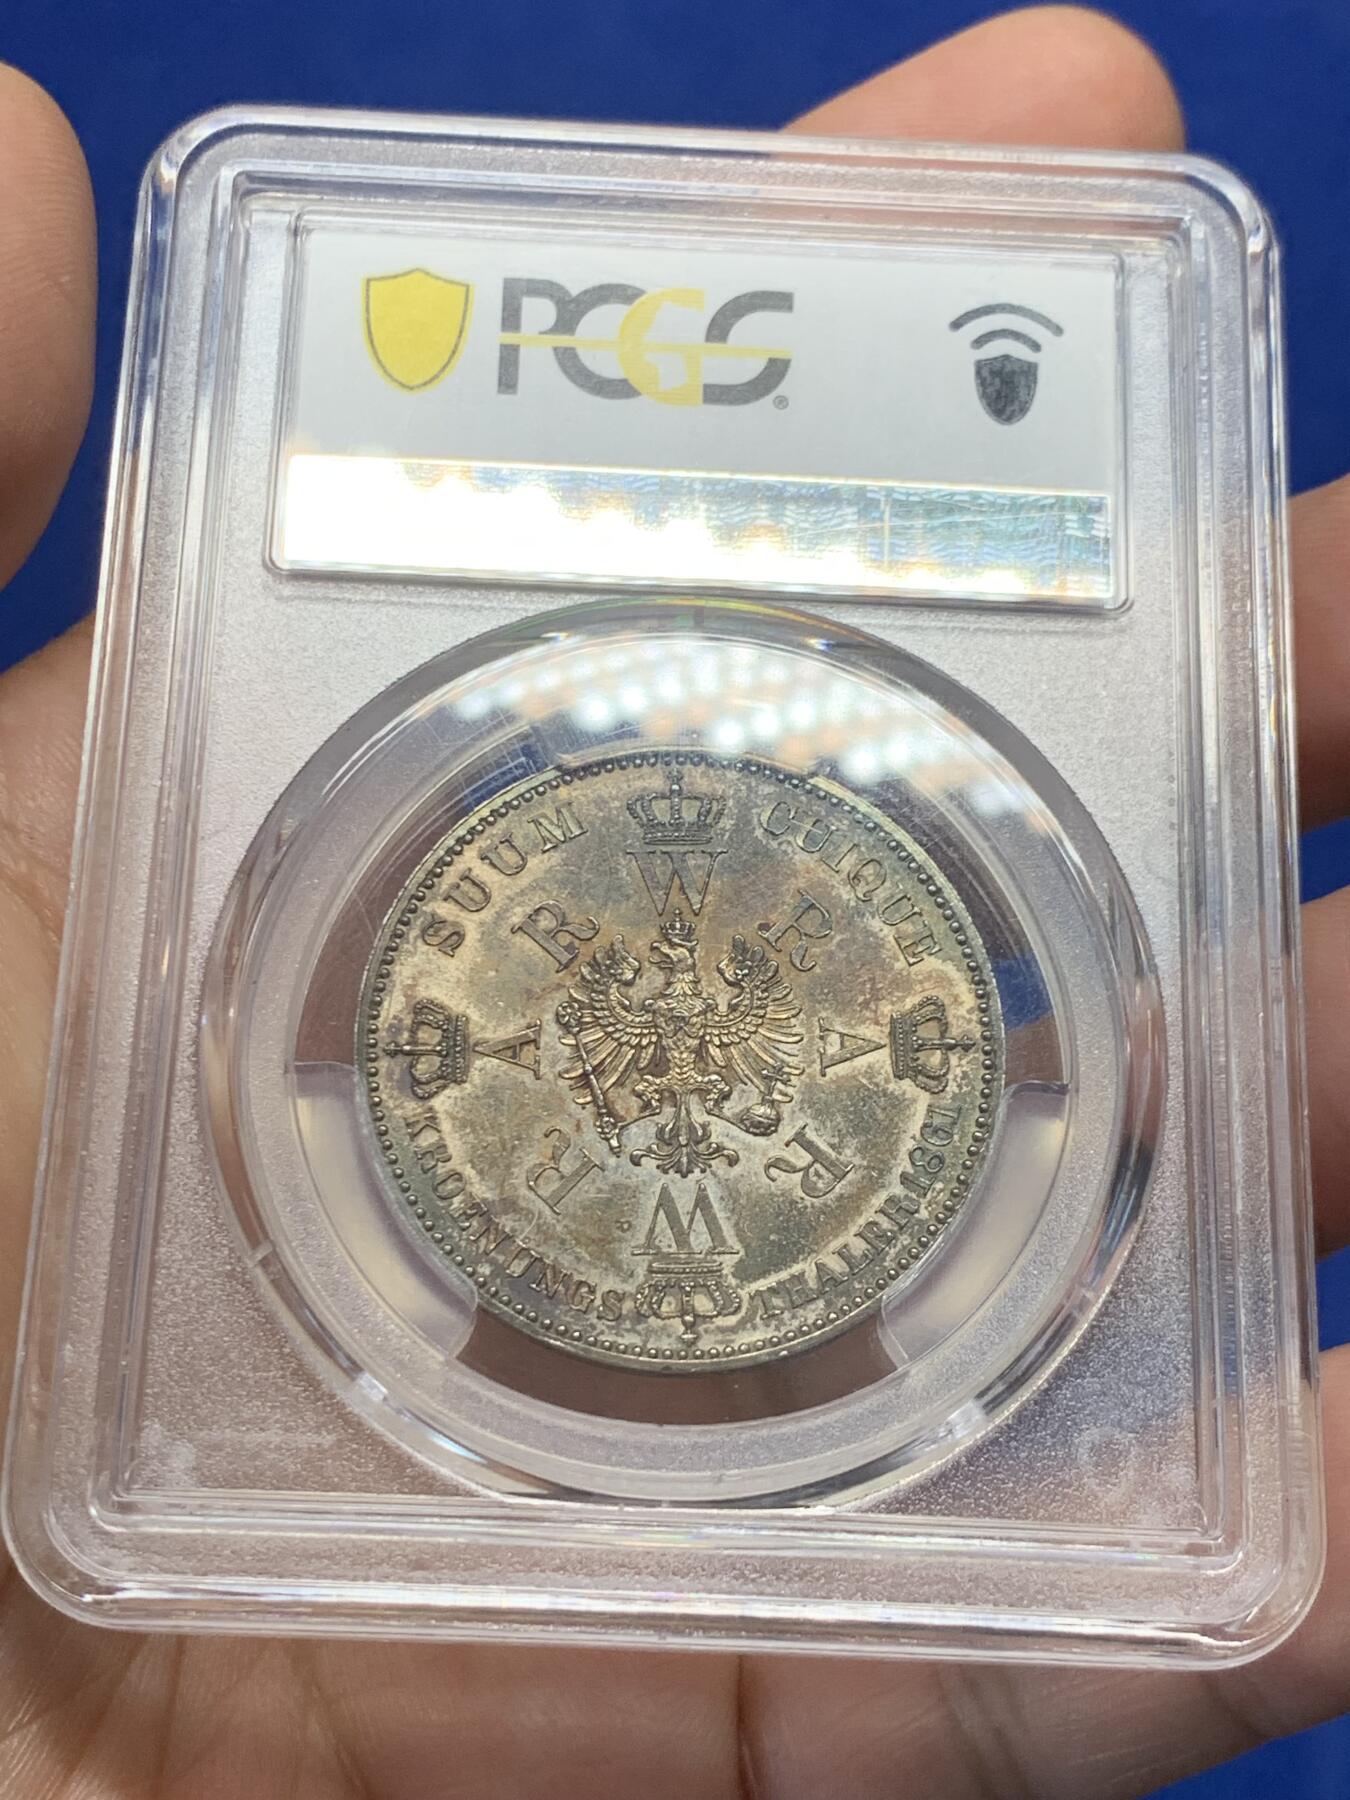 PCGS®
SUUM CUIQUE
W
R R
A A
R R
W
KROENUNGS THALER 1861